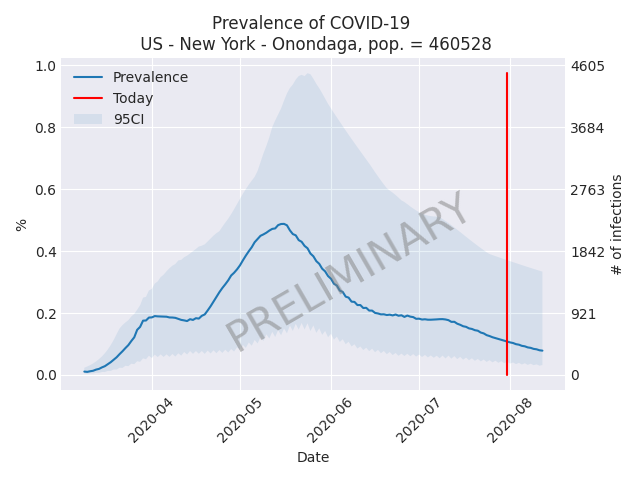 Prevalence of COVID-19
US - New York - Onondaga, pop. = 460528
Prevalence
Today
95CI
PRELIMINARY
%
1.0
0.8
0.6
0.4
0.2
0.0
4605
3684
2763
1842
921
0
# of infections
2020-04
2020-05
2020-06
2020-07
2020-08
Date